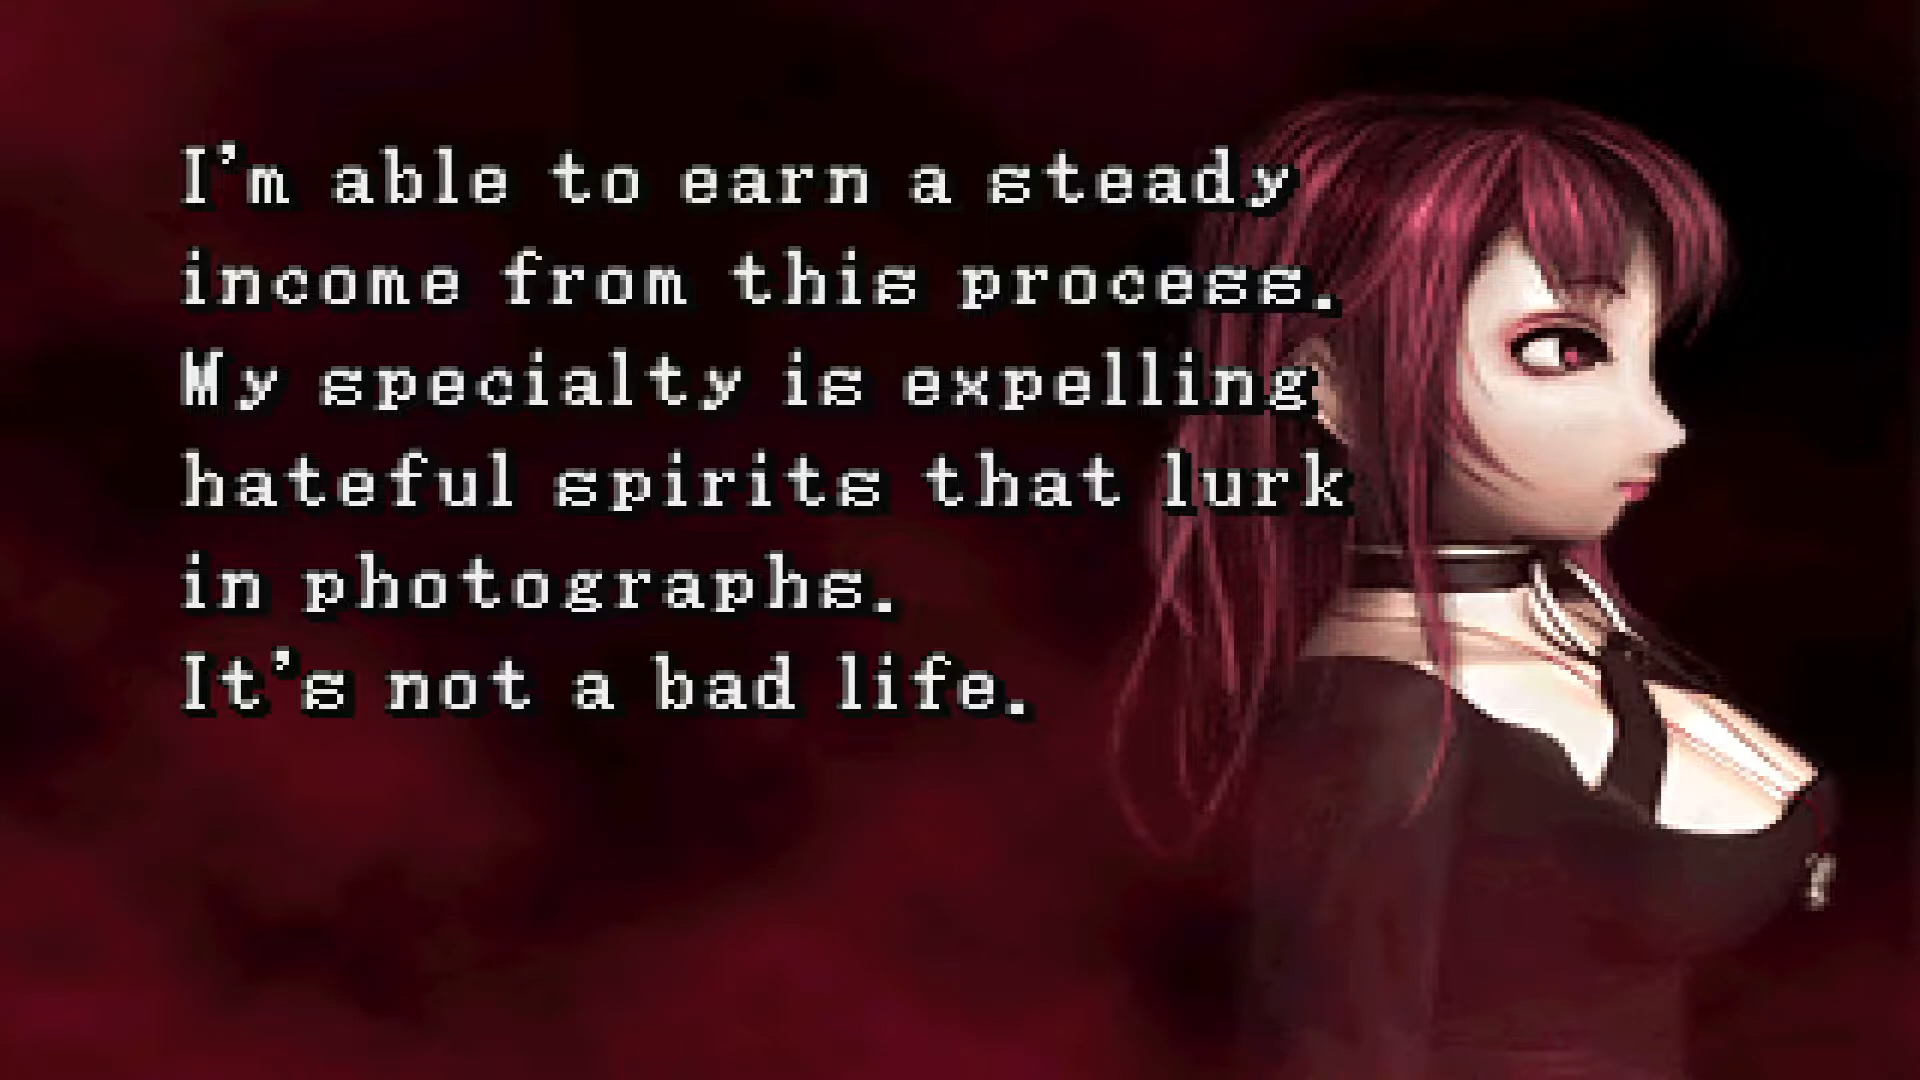 I'm able to earn a steady
income from this process.
My specialty is expelling
hateful spirits that lurk
in photographs.
It's not a bad life.